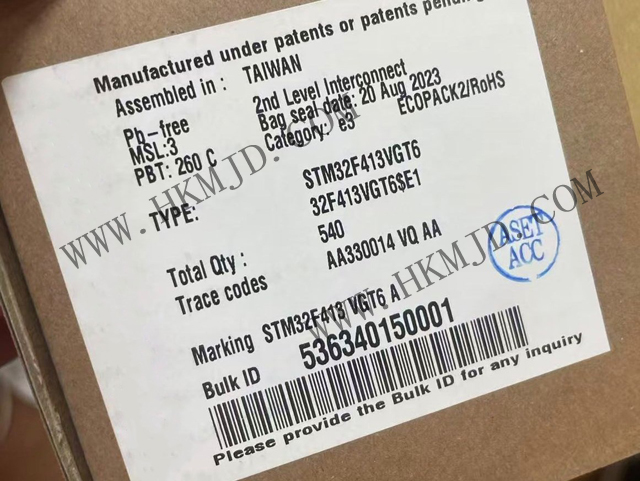 Manufactured under patents or patents pending
Assembled in : TAIWAN
Pb-free 2nd Level Interconnect
MSL:3 Bag seal date: 20 Aug 2023
PBT: 260 C Category: e3 ECOPACK2/RoHS
TYPE: STM32F413VGT6
32F413VGT6$E1
Total Qty : 540
Trace codes AA330014 VQ AA
Marking STM32F413 VGT6 A
Bulk ID 536340150001
Please provide the Bulk ID for any inquiry
ASET
ACC
WWW.HKMJD.COM
WWW.HKMJD.COM